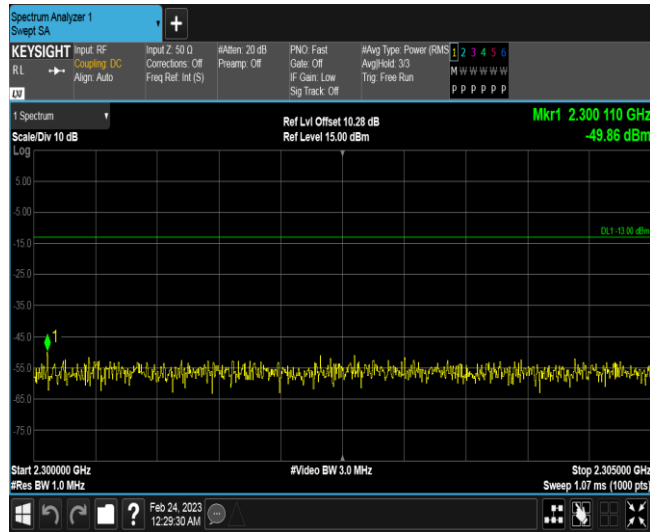 Spectrum Analyzer 1
Swept SA
+
KEYSIGHT Input: RF Input Z: 50 Ω #Atten: 20 dB PNO: Fast #Avg Type: Power (RMS 1 2 3 4 5 6
RL Coupling: DC Corrections: Off Preamp: Off Gate: Off Avg|Hold: 3/3 M W W W W W
Align: Auto Freq Ref: Int (S) IF Gain: Low Trig: Free Run
LXI Sig Track: Off P P P P P P
1 Spectrum Ref Lvl Offset 10.28 dB Mkr1 2.300 110 GHz
Scale/Div 10 dB Ref Level 15.00 dBm -49.86 dBm
Log
5.00
-5.00
DL1 -13.00 dBm
-15.0
-25.0
-35.0
-45.0
1
-55.0
-65.0
-75.0
Start 2.300000 GHz #Video BW 3.0 MHz Stop 2.305000 GHz
#Res BW 1.0 MHz Sweep 1.07 ms (1000 pts)
? Feb 24, 2023
12:29:30 AM